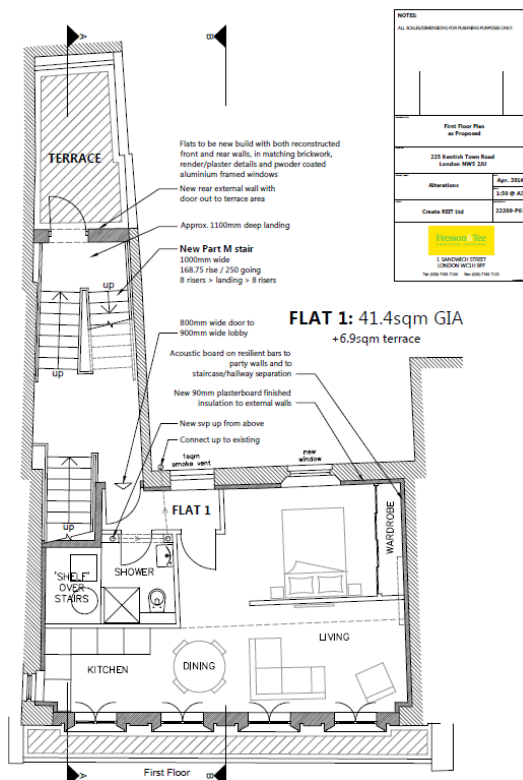 A
B
NOTES:
ALL SCALES/DIMENSIONS FOR PLANNING PURPOSES ONLY.
First Floor Plan
as Proposed
225 Kentish Town Road
London NW5 2JU
Alterations
Apr. 2014
1:50 @ A3
Create REIT Ltd
Fresson & Tee
1 SANDWICH STREET
LONDON WC1H 9PF
TERRACE
Flats to be new build with both reconstructed
front and rear walls, in matching brickwork,
render/plaster details and pwoder coated
aluminium framed windows
New rear external wall with
door out to terrace area
Approx. 1100mm deep landing
New Part M stair
1000mm wide
168.75 rise / 250 going
8 risers > landing > 8 risers
up
up
800mm wide door to
900mm wide lobby
FLAT 1: 41.4sqm GIA
+6.9sqm terrace
Acoustic board on resilient bars to
party walls and to
staircase/hallway separation
New 90mm plasterboard finished
insulation to external walls
New svp up from above
Connect up to existing
1sqm
smoke vent
new
window
up
FLAT 1
WARDROBE
SHOWER
'SHELF'
OVER
STAIRS
LIVING
KITCHEN
DINING
First Floor
A
B